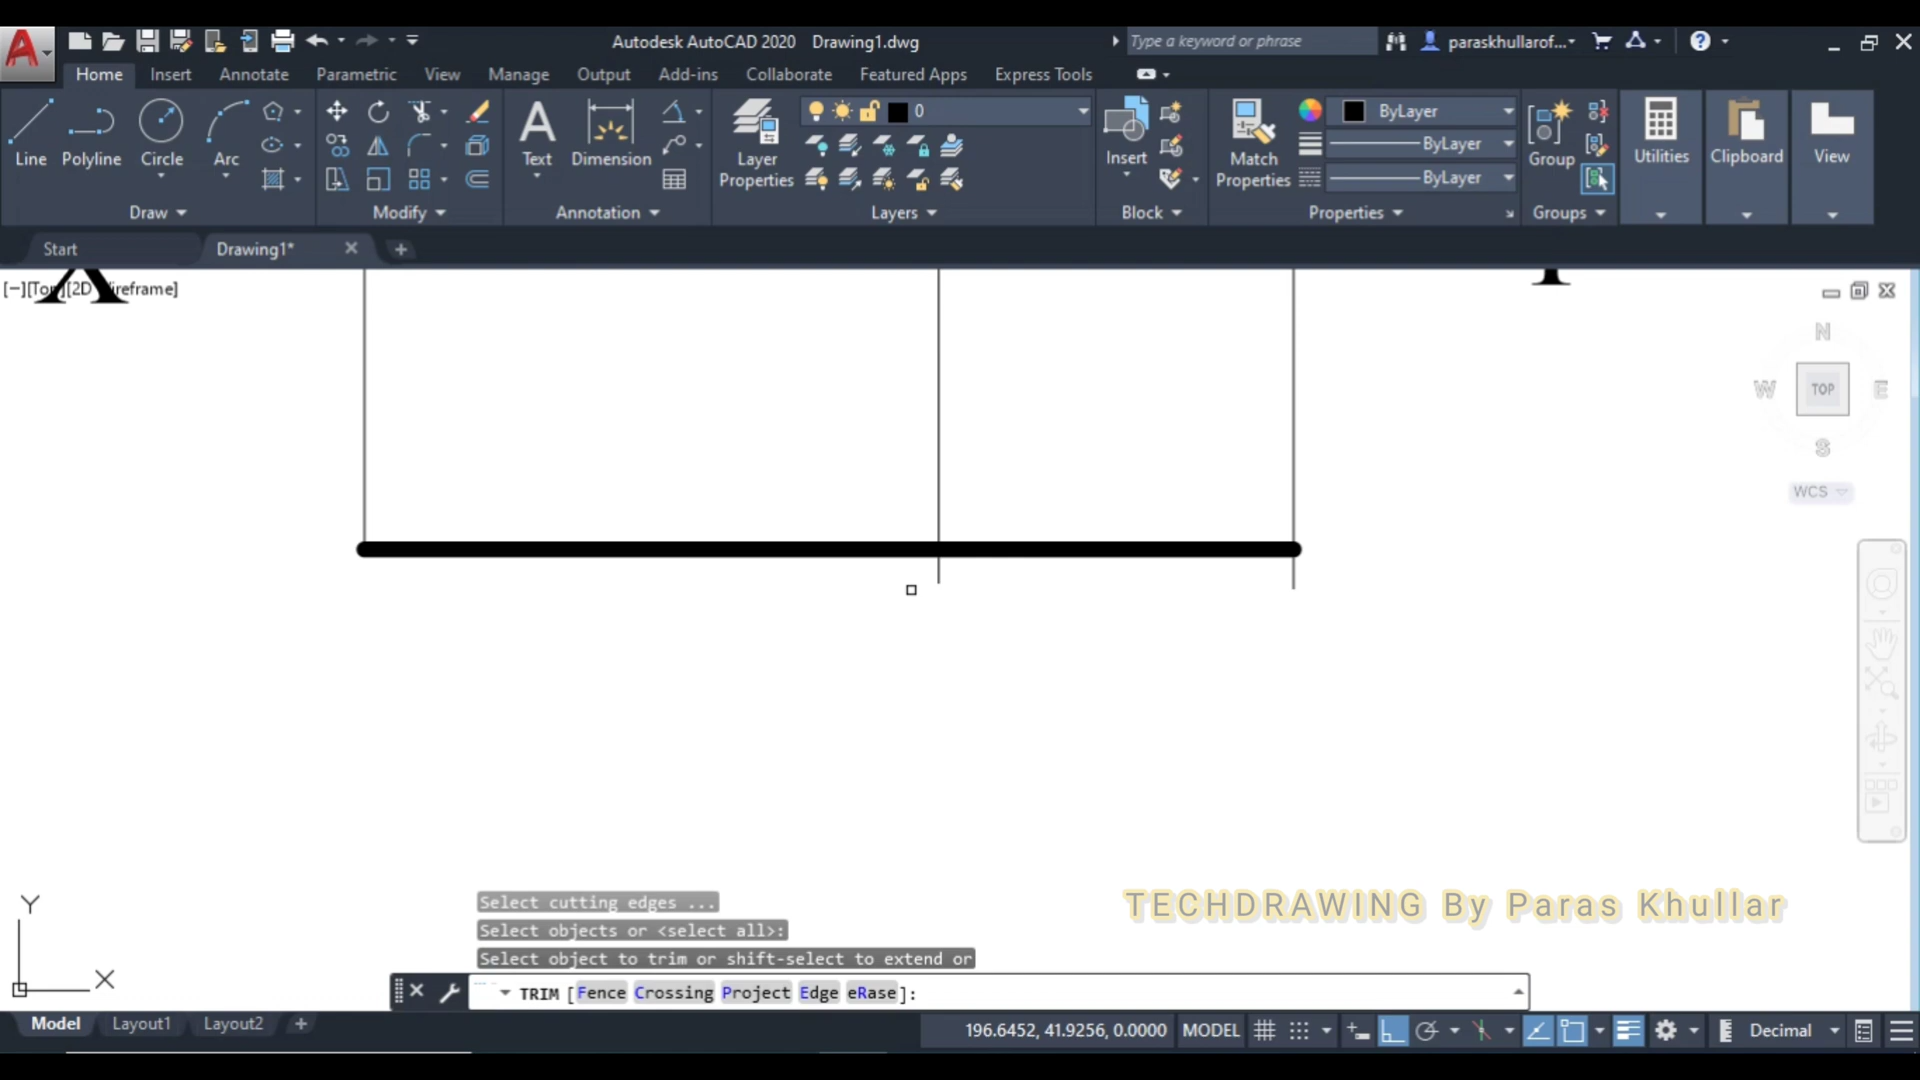 Autodesk AutoCAD 2020 Drawing1.dwg
Type a keyword or phrase
paraskhullarof...
Home Insert Annotate Parametric View Manage Output Add-ins Collaborate Featured Apps Express Tools
0
ByLayer
ByLayer
ByLayer
Line Polyline Circle Arc
Text Dimension
Layer Properties
Insert
Match Properties
Group
Utilities
Clipboard
View
Draw Modify Annotation Layers Block Properties Groups
Start Drawing1* +
[−][Top][2D Wireframe]
N
W TOP E
S
WCS
Y
X
Select cutting edges ...
Select objects or <select all>:
Select object to trim or shift-select to extend or
TRIM [Fence Crossing Project Edge eRase]:
TECHDRAWING By Paras Khullar
Model Layout1 Layout2 +
196.6452, 41.9256, 0.0000 MODEL Decimal